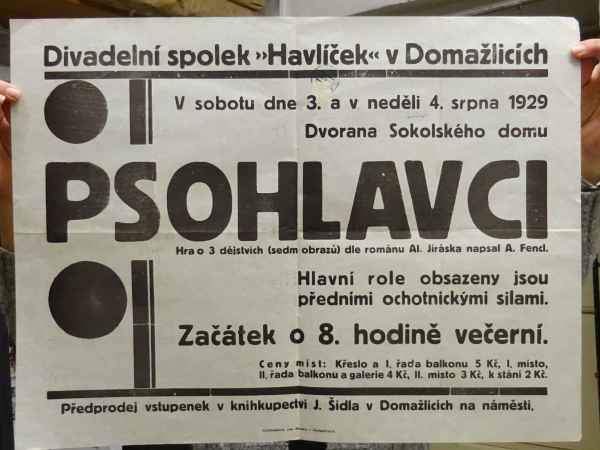 Divadelní spolek »Havlíček« v Domažlicích
V sobotu dne 3. a v neděli 4. srpna 1929
Dvorana Sokolského domu
PSOHLAVCI
Hra o 3 dějstvích (sedm obrazů) dle románu Al. Jiráska napsal A. Fencl.
Hlavní role obsazeny jsou
předními ochotnickými silami.
Začátek o 8. hodině večerní.
Ceny míst: Křeslo a I. řada balkonu 5 Kč, I. místo,
II. řada balkonu a galerie 4 Kč, II. místo 3 Kč, k stání 2 Kč.
Předprodej vstupenek v knihkupectví J. Šidla v Domažlicích na náměstí.